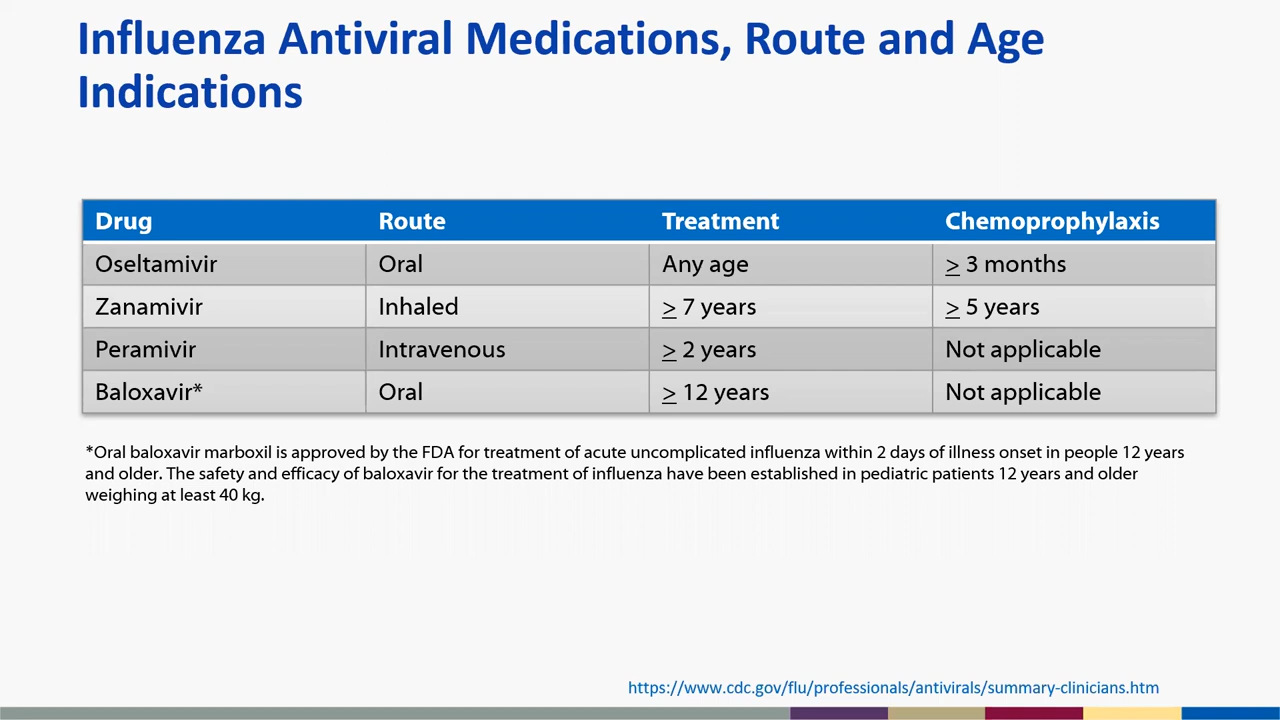 Influenza Antiviral Medications, Route and Age
Indications
Drug Route Treatment Chemoprophylaxis
Oseltamivir Oral Any age ≥ 3 months
Zanamivir Inhaled ≥ 7 years ≥ 5 years
Peramivir Intravenous ≥ 2 years Not applicable
Baloxavir* Oral ≥ 12 years Not applicable
*Oral baloxavir marboxil is approved by the FDA for treatment of acute uncomplicated influenza within 2 days of illness onset in people 12 years
and older. The safety and efficacy of baloxavir for the treatment of influenza have been established in pediatric patients 12 years and older
weighing at least 40 kg.
https://www.cdc.gov/flu/professionals/antivirals/summary-clinicians.htm